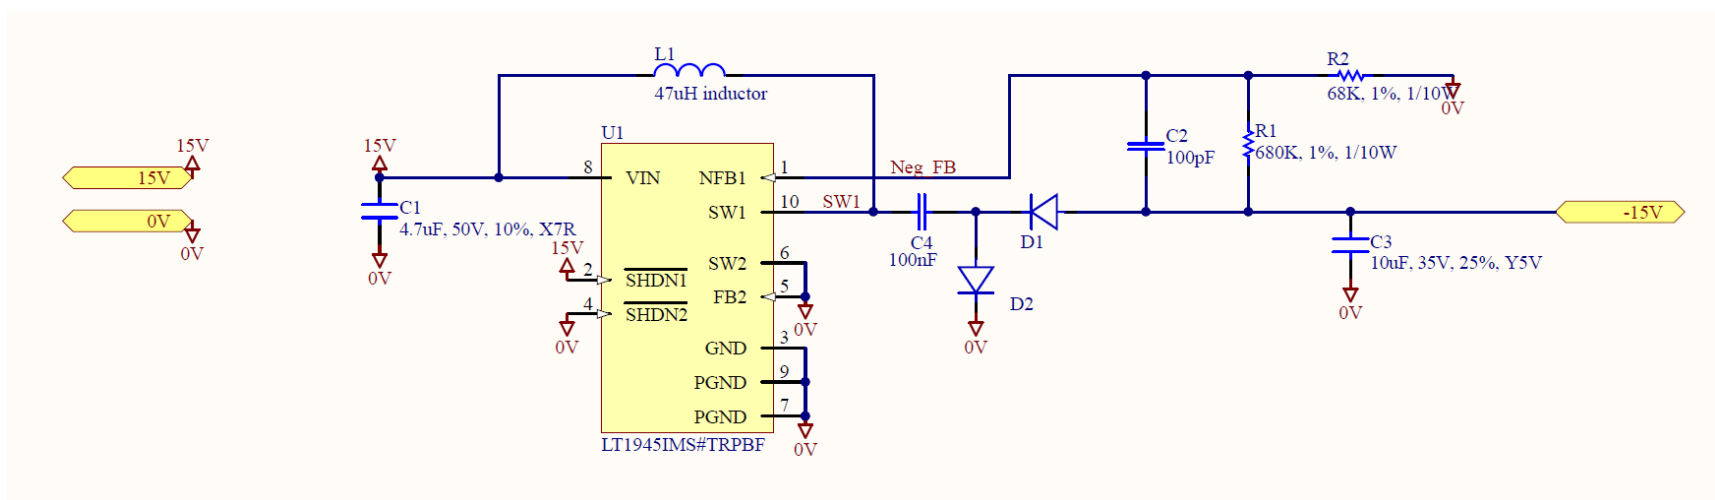 L1
47uH inductor
R2
68K, 1%, 1/10W
0V
U1
C2
100pF
R1
680K, 1%, 1/10W
15V
15V
15V
8
VIN
NFB1
1
Neg_FB
SW1
10
SW1
0V
0V
C1
4.7uF, 50V, 10%, X7R
0V
15V
2
SHDN1
4
SHDN2
0V
SW2
6
FB2
5
0V
GND
3
PGND
9
PGND
7
0V
LT1945IMS#TRPBF
C4
100nF
D1
D2
0V
-15V
C3
10uF, 35V, 25%, Y5V
0V